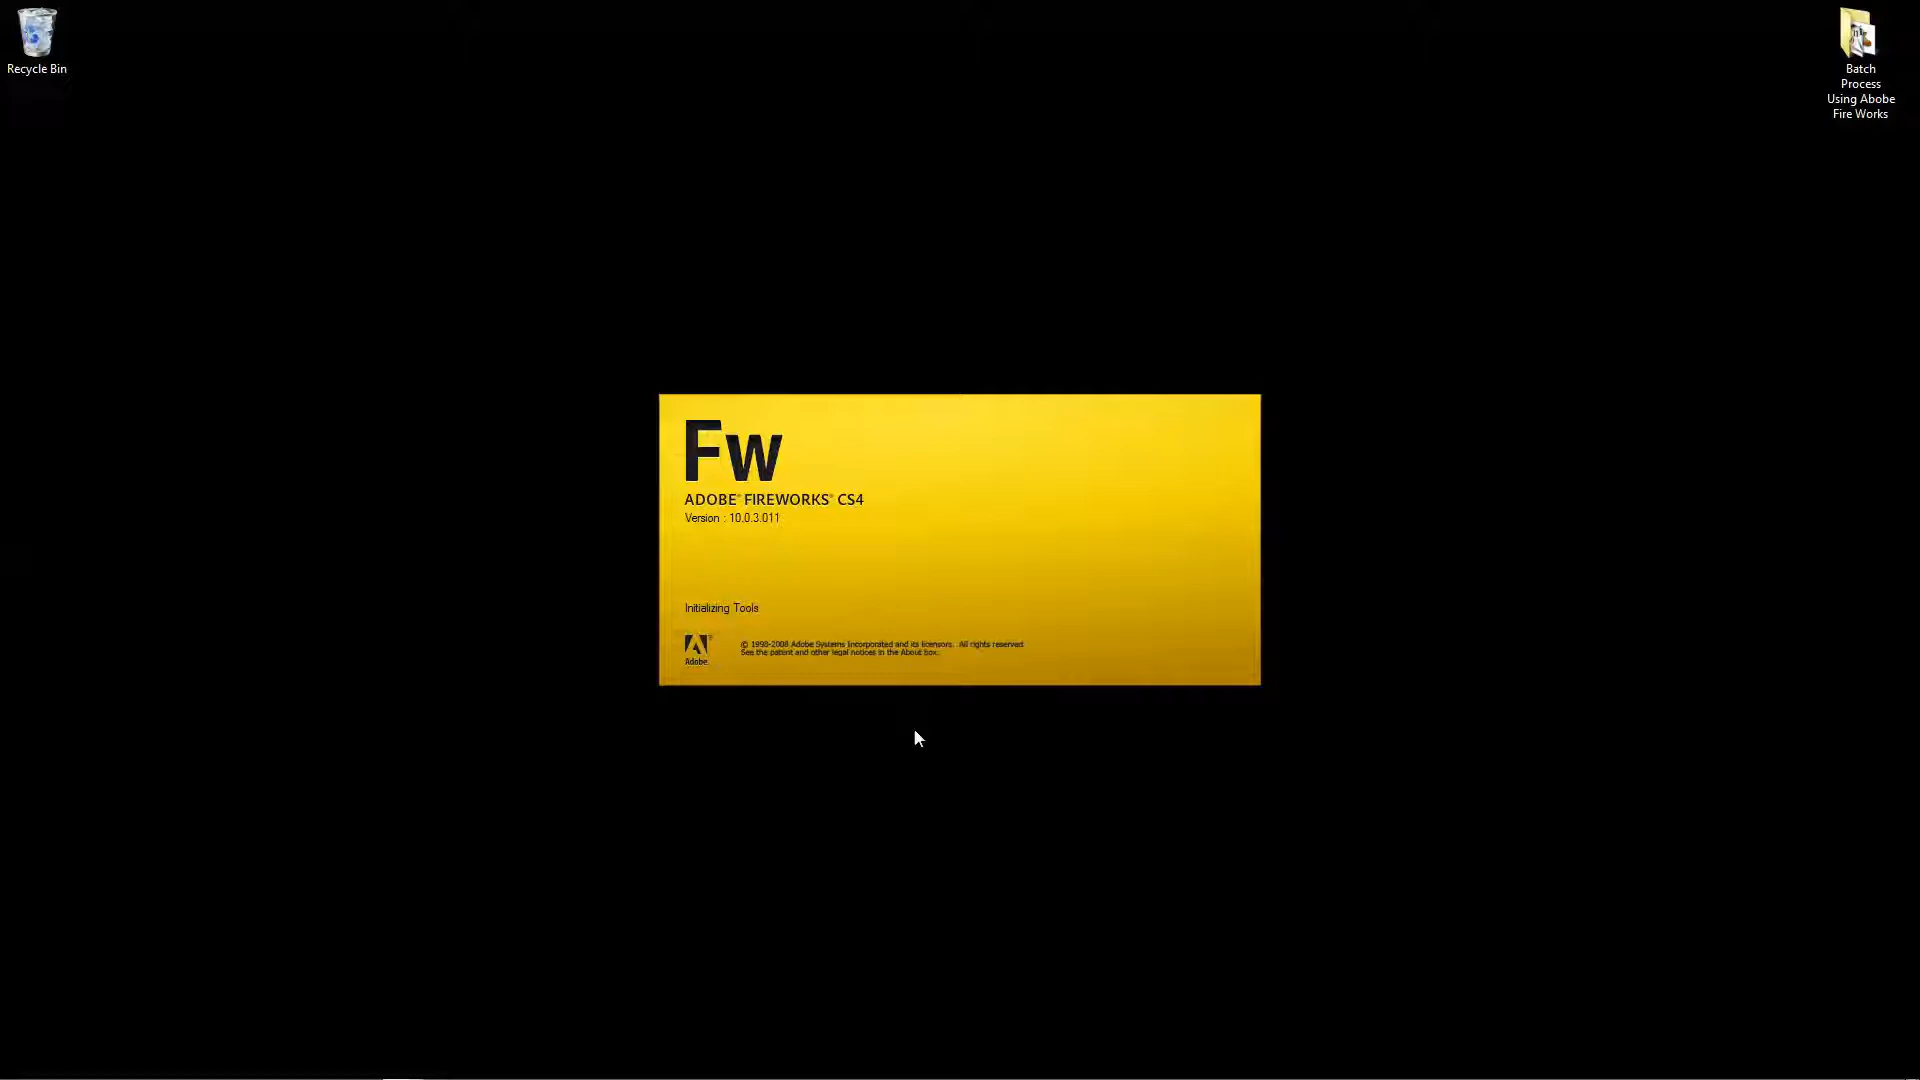 Recycle Bin
Batch
Process
Using Abobe
Fire Works
Fw
ADOBE® FIREWORKS® CS4
Version : 10.0.3.011
Initializing Tools
Adobe
© 1998-2008 Adobe Systems Incorporated and its licensors. All rights reserved.
See the patent and other legal notices in the About box.